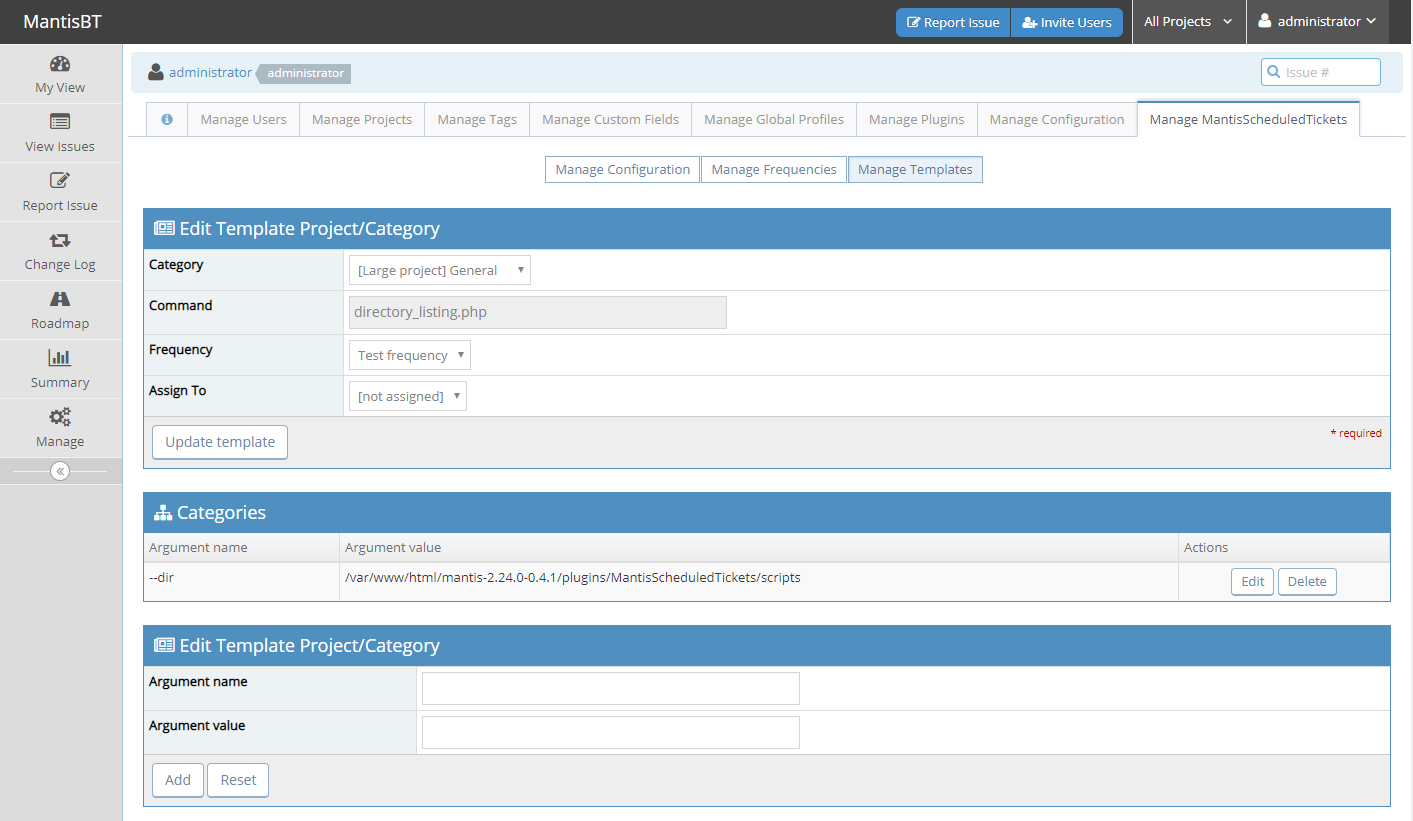 MantisBT
Report Issue
Invite Users
All Projects
administrator
My View
View Issues
Report Issue
Change Log
Roadmap
Summary
Manage
administrator administrator
Issue #
Manage Users
Manage Projects
Manage Tags
Manage Custom Fields
Manage Global Profiles
Manage Plugins
Manage Configuration
Manage MantisScheduledTickets
Manage Configuration
Manage Frequencies
Manage Templates
Edit Template Project/Category
Category [Large project] General
Command directory_listing.php
Frequency Test frequency
Assign To [not assigned]
Update template * required
Categories
Argument name Argument value Actions
--dir /var/www/html/mantis-2.24.0-0.4.1/plugins/MantisScheduledTickets/scripts Edit Delete
Edit Template Project/Category
Argument name
Argument value
Add Reset